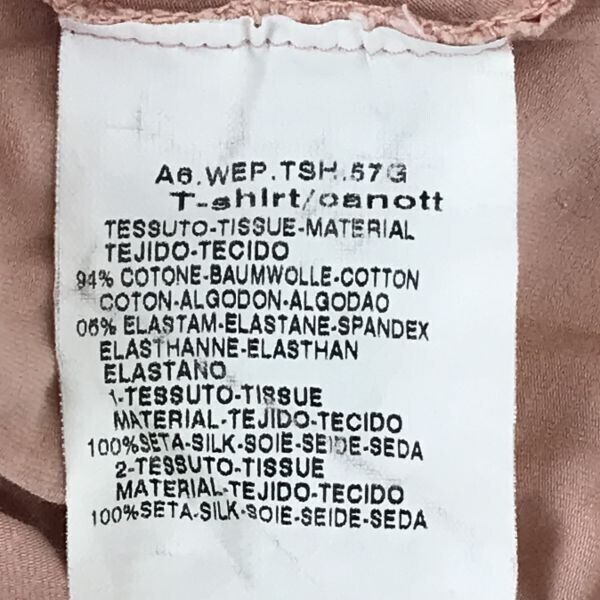 A6.WEP.TSH.57G
T-shirt/canott
TESSUTO-TISSUE-MATERIAL
TEJIDO-TECIDO
94% COTONE-BAUMWOLLE-COTTON
COTON-ALGODON-ALGODAO
06% ELASTAM-ELASTANE-SPANDEX
ELASTHANNE-ELASTHAN
ELASTANO
1-TESSUTO-TISSUE
MATERIAL-TEJIDO-TECIDO
100%SETA-SILK-SOIE-SEIDE-SEDA
2-TESSUTO-TISSUE
MATERIAL-TEJIDO-TECIDO
100%SETA-SILK-SOIE-SEIDE-SEDA